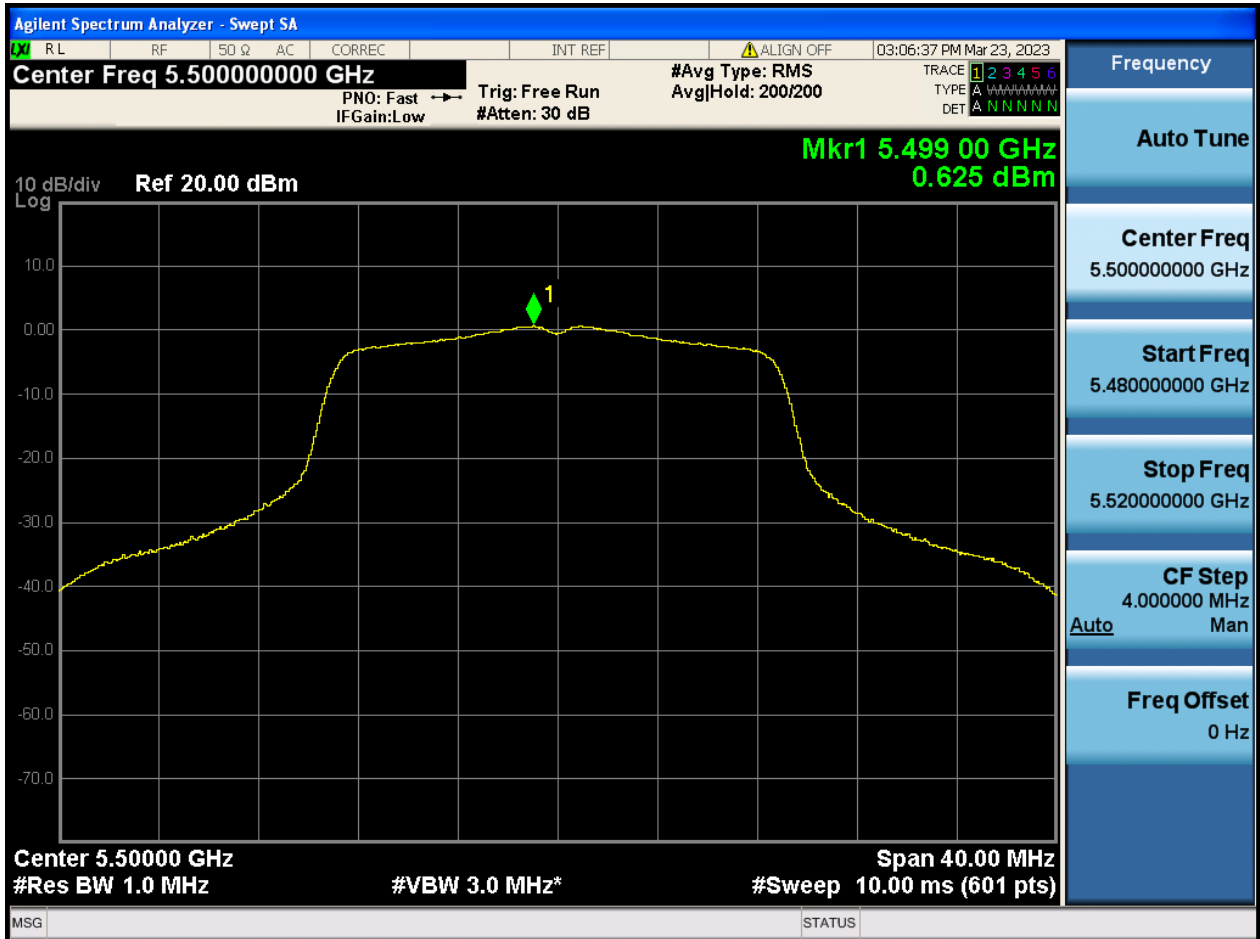 Agilent Spectrum Analyzer - Swept SA
LXI RL RF 50 Ω AC CORREC INT REF ALIGN OFF 03:06:37 PM Mar 23, 2023
Center Freq 5.500000000 GHz
PNO: Fast
IFGain:Low
Trig: Free Run
#Atten: 30 dB
#Avg Type: RMS
Avg|Hold: 200/200
TRACE 1 2 3 4 5 6
TYPE A WWWWW
DET A N N N N N
Mkr1 5.499 00 GHz
0.625 dBm
10 dB/div Ref 20.00 dBm
Log
1
10.0
0.00
-10.0
-20.0
-30.0
-40.0
-50.0
-60.0
-70.0
Center 5.50000 GHz Span 40.00 MHz
#Res BW 1.0 MHz #VBW 3.0 MHz* #Sweep 10.00 ms (601 pts)
MSG STATUS
Frequency
Auto Tune
Center Freq
5.500000000 GHz
Start Freq
5.480000000 GHz
Stop Freq
5.520000000 GHz
CF Step
4.000000 MHz
Auto Man
Freq Offset
0 Hz